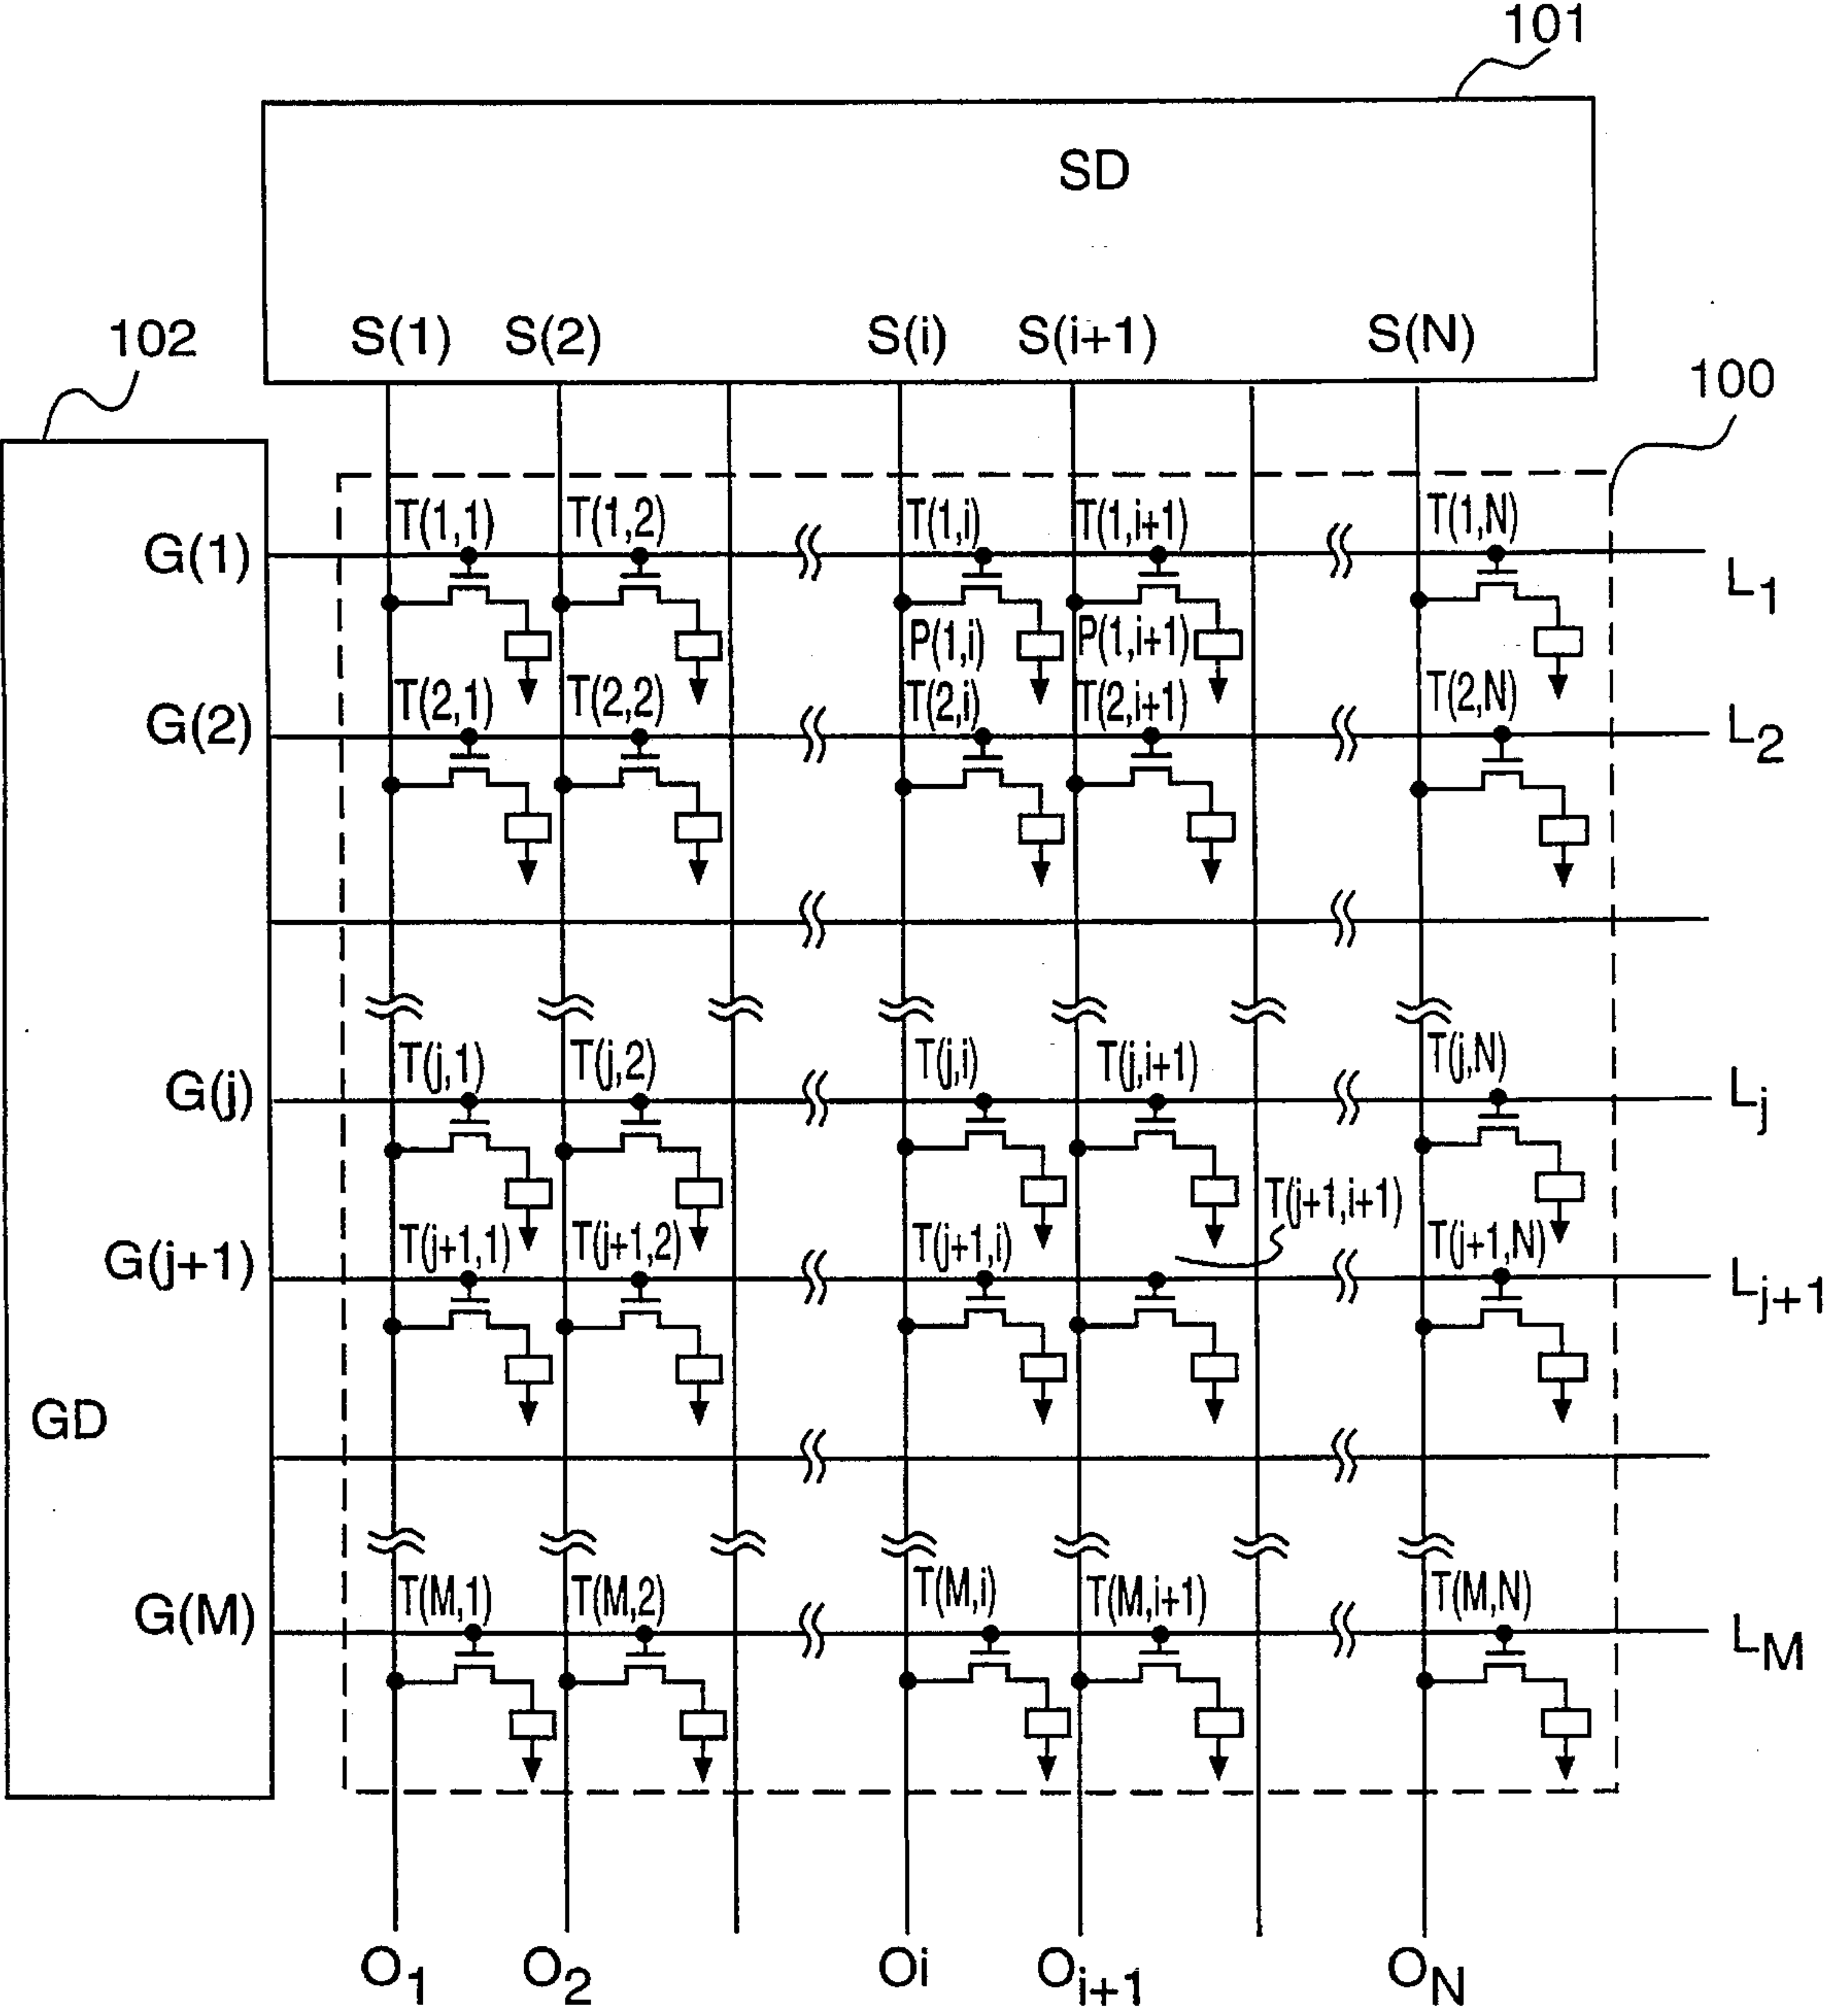 101
SD
102
S(1) S(2) S(i) S(i+1) S(N)
100
T(1,1) T(1,2) T(1,i) T(1,i+1) T(1,N)
G(1)
L1
P(1,i) P(1,i+1)
T(2,1) T(2,2) T(2,i) T(2,i+1) T(2,N)
G(2)
L2
T(j,1) T(j,2) T(j,i) T(j,i+1) T(j,N)
G(j)
Lj
T(j+1,i+1)
T(j+1,1) T(j+1,2) T(j+1,i) T(j+1,N)
G(j+1)
Lj+1
GD
T(M,1) T(M,2) T(M,i) T(M,i+1) T(M,N)
G(M)
LM
O1 O2 Oi Oi+1 ON